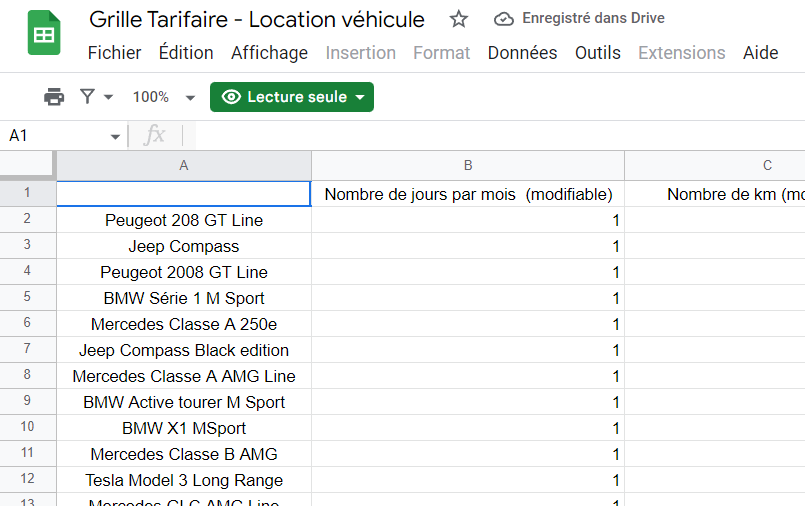 Grille Tarifaire - Location véhicule Enregistré dans Drive
Fichier Édition Affichage Insertion Format Données Outils Extensions Aide
100% Lecture seule
A1 fx
A B C
1 Nombre de jours par mois (modifiable) Nombre de km
2 Peugeot 208 GT Line 1
3 Jeep Compass 1
4 Peugeot 2008 GT Line 1
5 BMW Série 1 M Sport 1
6 Mercedes Classe A 250e 1
7 Jeep Compass Black edition 1
8 Mercedes Classe A AMG Line 1
9 BMW Active tourer M Sport 1
10 BMW X1 MSport 1
11 Mercedes Classe B AMG 1
12 Tesla Model 3 Long Range 1
13 Mercedes GLC AMG Line 1